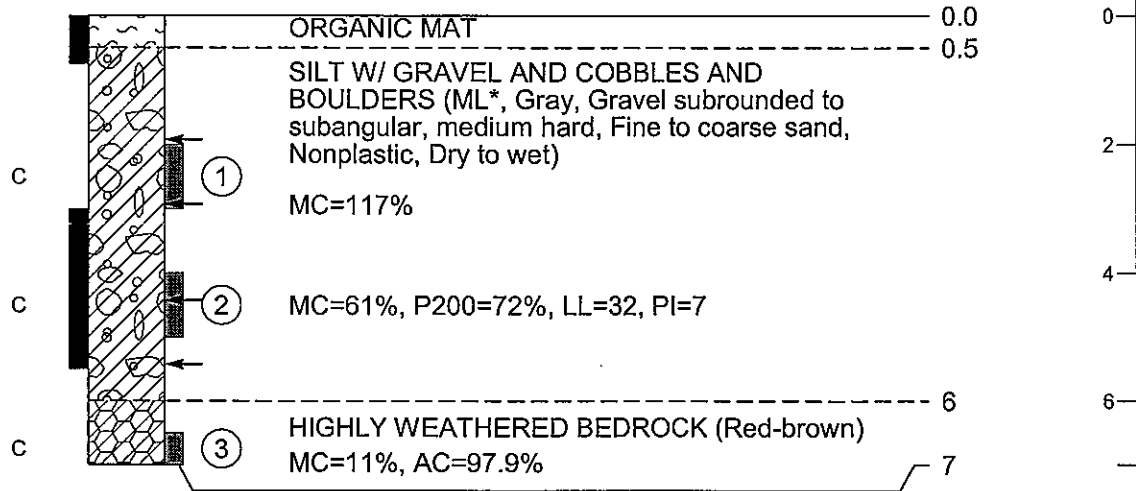 ORGANIC MAT
0.0
0
0.5
SILT W/ GRAVEL AND COBBLES AND
BOULDERS (ML*, Gray, Gravel subrounded to
subangular, medium hard, Fine to coarse sand,
Nonplastic, Dry to wet)
2
C
1
MC=117%
4
C
2
MC=61%, P200=72%, LL=32, PI=7
6
6
HIGHLY WEATHERED BEDROCK (Red-brown)
C
3
MC=11%, AC=97.9%
7